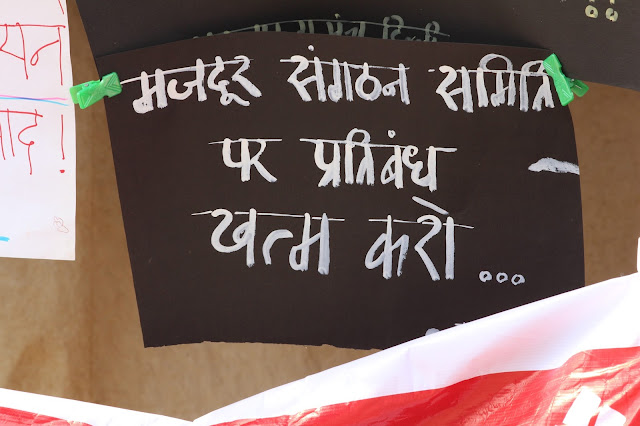 मजदूर संगठन समिति
पर प्रतिबंध
खत्म करो ...